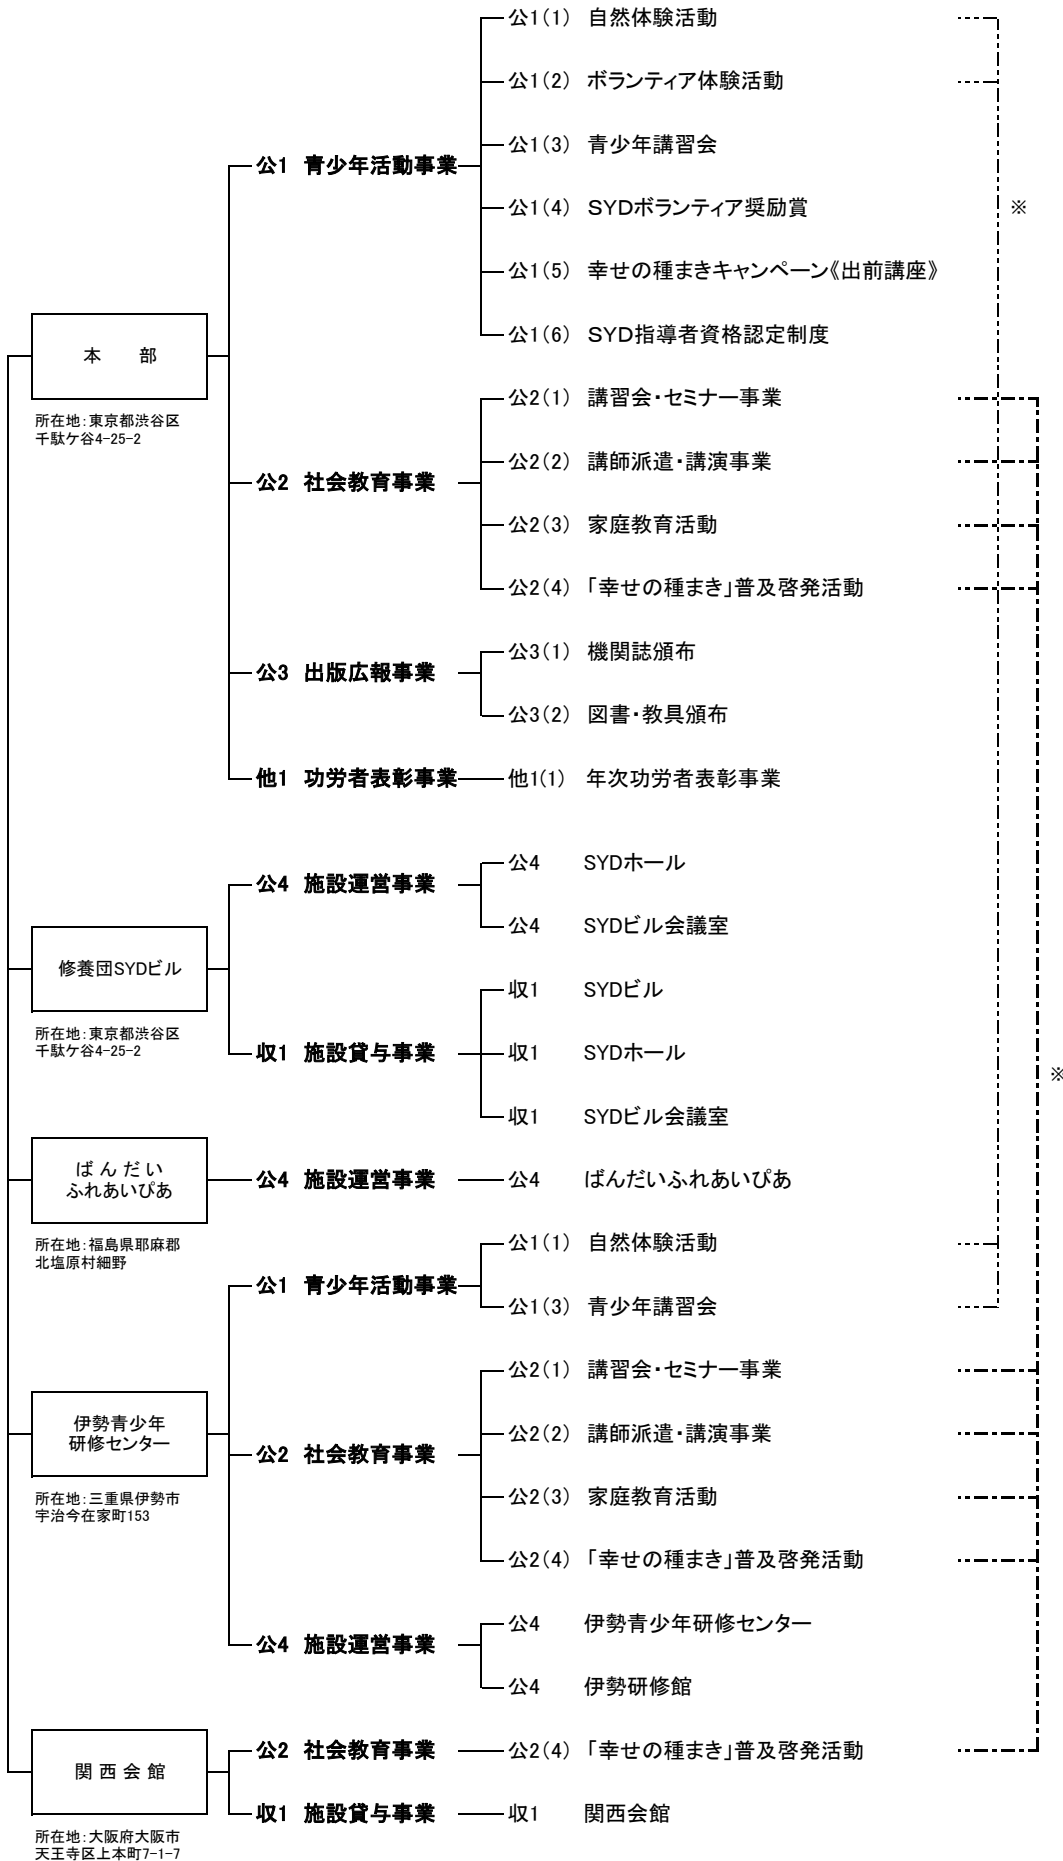 公1(1) 自然体験活動
公1(2) ボランティア体験活動
公1(3) 青少年講習会
公1 青少年活動事業
公1(4) SYDボランティア奨励賞
※
公1(5) 幸せの種まきキャンペーン《出前講座》
公1(6) SYD指導者資格認定制度
本 部
所在地:東京都渋谷区
千駄ケ谷4-25-2
公2(1) 講習会・セミナー事業
公2(2) 講師派遣・講演事業
公2 社会教育事業
公2(3) 家庭教育活動
公2(4) 「幸せの種まき」普及啓発活動
公3(1) 機関誌頒布
公3 出版広報事業
公3(2) 図書・教具頒布
他1 功労者表彰事業
他1(1) 年次功労者表彰事業
公4 SYDホール
公4 施設運営事業
公4 SYDビル会議室
修養団SYDビル
所在地:東京都渋谷区
千駄ケ谷4-25-2
収1 SYDビル
収1 施設貸与事業
収1 SYDホール
※
収1 SYDビル会議室
ばんだい
ふれあいぴあ
公4 施設運営事業
公4 ばんだいふれあいぴあ
所在地:福島県耶麻郡
北塩原村細野
公1(1) 自然体験活動
公1 青少年活動事業
公1(3) 青少年講習会
公2(1) 講習会・セミナー事業
伊勢青少年
研修センター
公2(2) 講師派遣・講演事業
公2 社会教育事業
所在地:三重県伊勢市
宇治今在家町153
公2(3) 家庭教育活動
公2(4) 「幸せの種まき」普及啓発活動
公4 伊勢青少年研修センター
公4 施設運営事業
公4 伊勢研修館
公2 社会教育事業
公2(4) 「幸せの種まき」普及啓発活動
関西会館
収1 施設貸与事業
収1 関西会館
所在地:大阪府大阪市
天王寺区上本町7-1-7